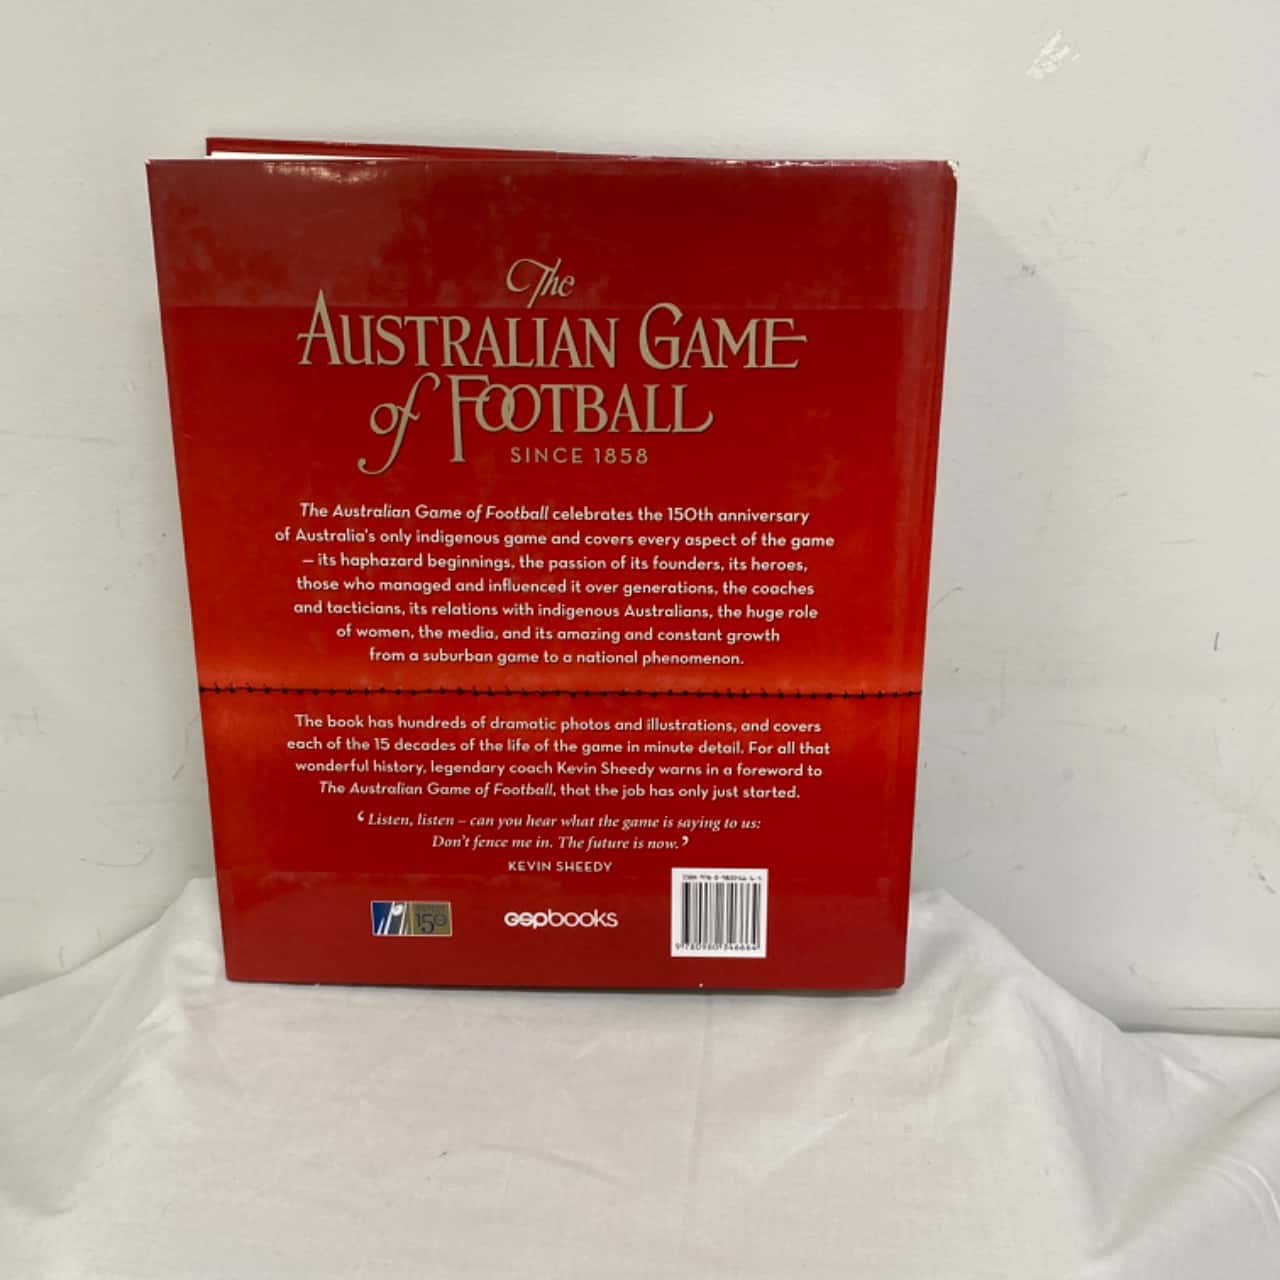 The
AUSTRALIAN GAME
of FOOTBALL
SINCE 1858
The Australian Game of Football celebrates the 150th anniversary
of Australia's only indigenous game and covers every aspect of the game
– its haphazard beginnings, the passion of its founders, its heroes,
those who managed and influenced it over generations, the coaches
and tacticians, its relations with indigenous Australians, the huge role
of women, the media, and its amazing and constant growth
from a suburban game to a national phenomenon.
The book has hundreds of dramatic photos and illustrations, and covers
each of the 15 decades of the life of the game in minute detail. For all that
wonderful history, legendary coach Kevin Sheedy warns in a foreword to
The Australian Game of Football, that the job has only just started.
‘Listen, listen – can you hear what the game is saying to us:
Don't fence me in. The future is now.’
KEVIN SHEEDY
150
gspbooks
9 780980 346664